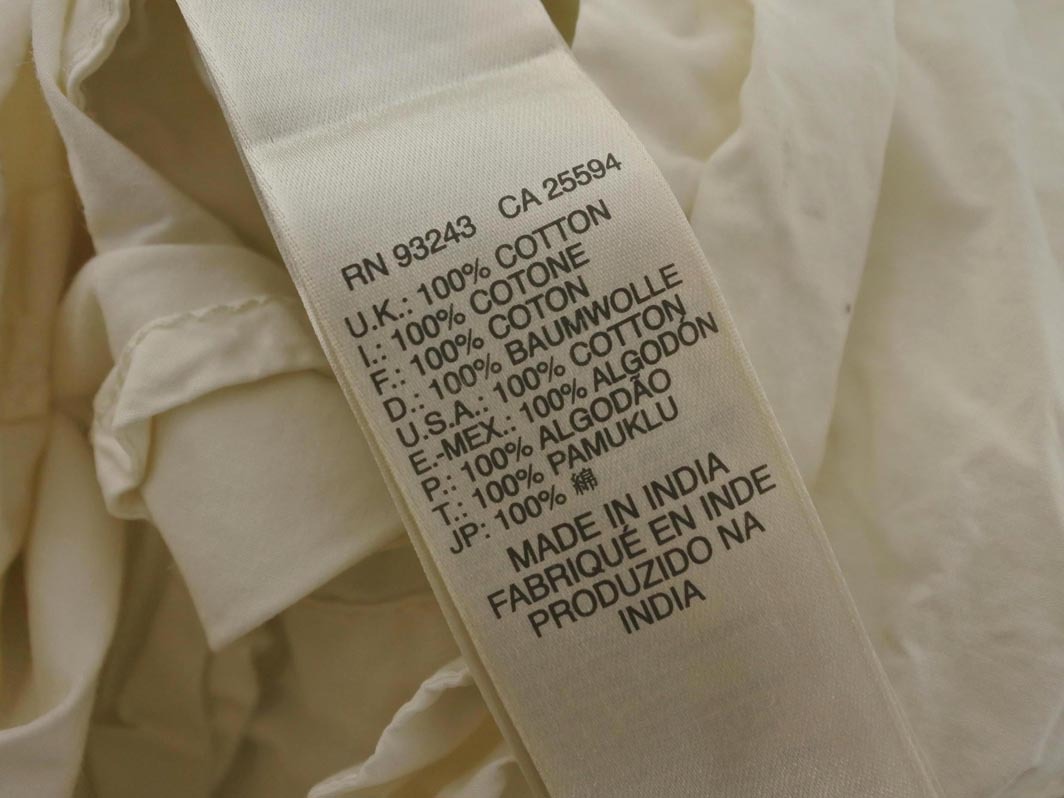 RN 93243 CA 25594
U.K.: 100% COTTON
I.: 100% COTONE
F.: 100% COTON
D.: 100% BAUMWOLLE
U.S.A.: 100% COTTON
E.-MEX.: 100% ALGODÓN
P.: 100% ALGODÃO
T.: 100% PAMUKLU
JP: 100% 綿
MADE IN INDIA
FABRIQUÉ EN INDE
PRODUZIDO NA
INDIA